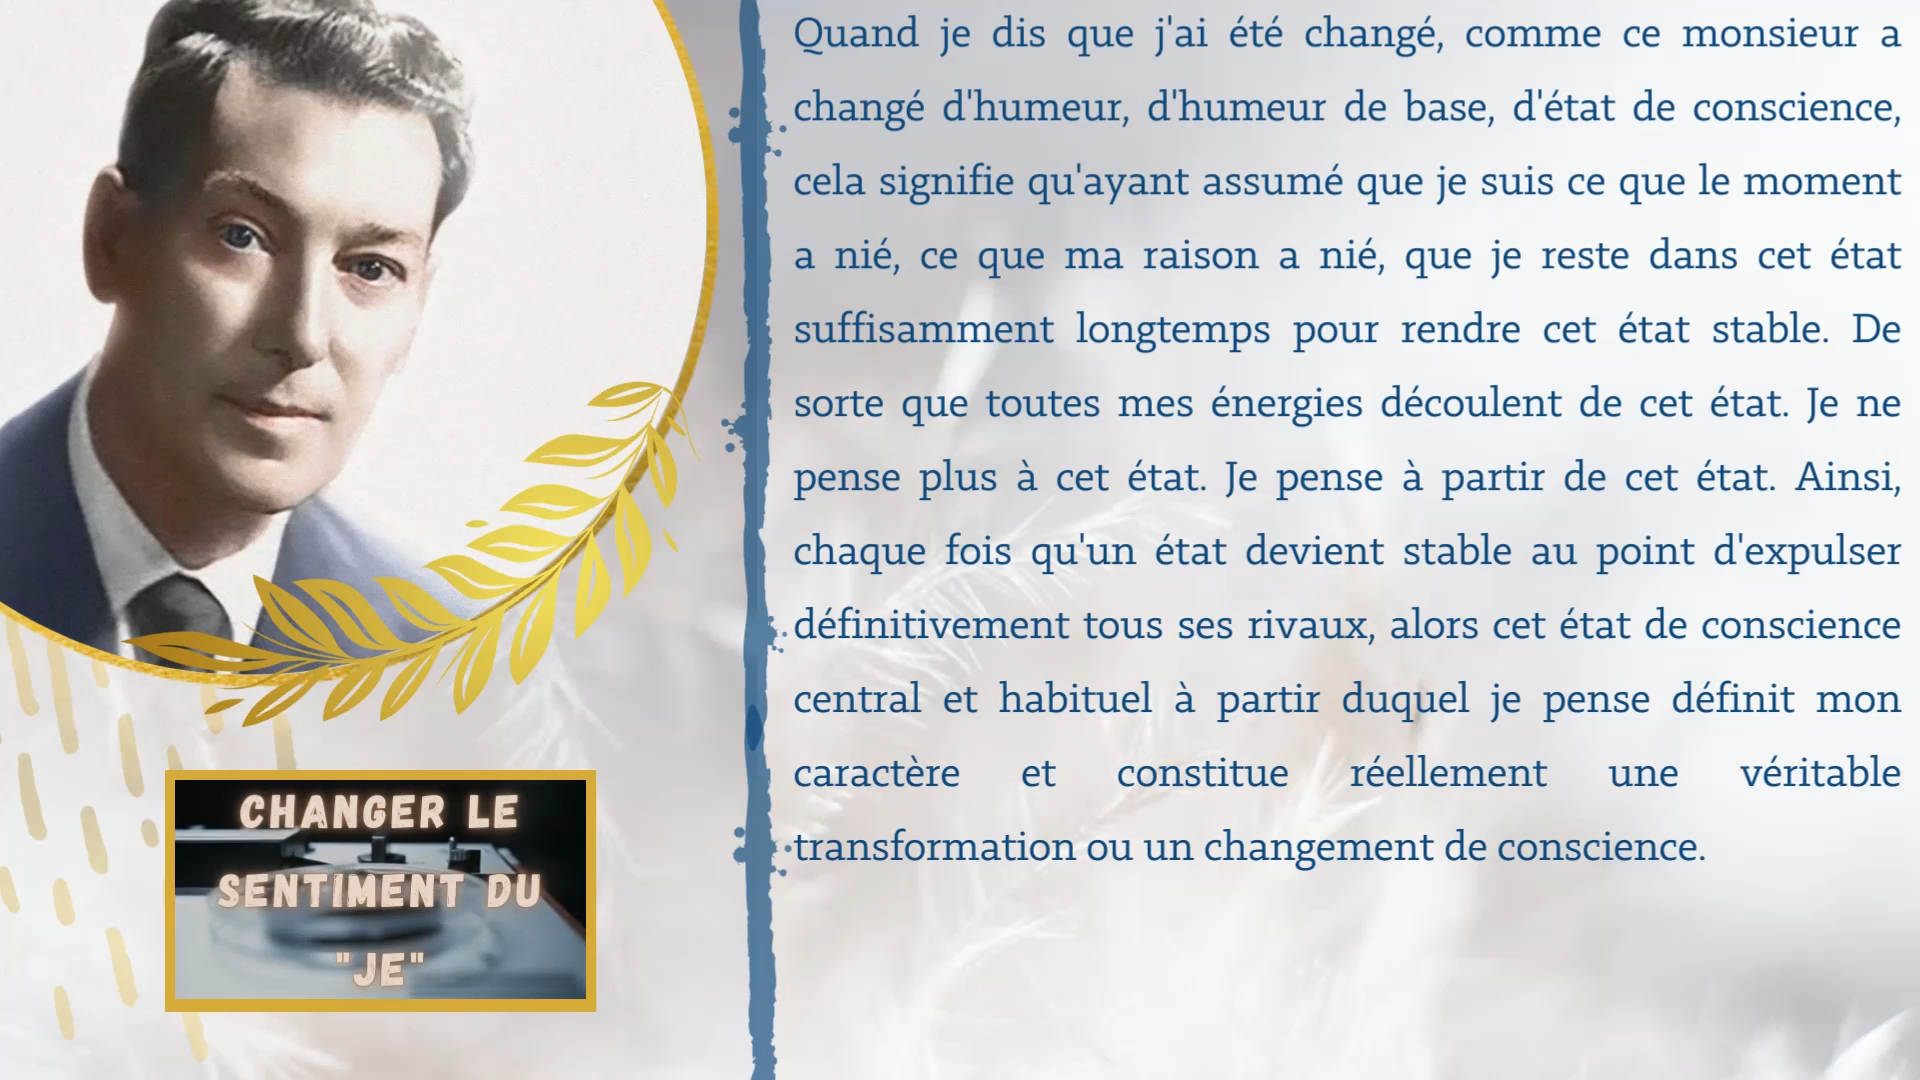 Quand je dis que j'ai été changé, comme ce monsieur a
changé d'humeur, d'humeur de base, d'état de conscience,
cela signifie qu'ayant assumé que je suis ce que le moment
a nié, ce que ma raison a nié, que je reste dans cet état
suffisamment longtemps pour rendre cet état stable. De
sorte que toutes mes énergies découlent de cet état. Je ne
pense plus à cet état. Je pense à partir de cet état. Ainsi,
chaque fois qu'un état devient stable au point d'expulser
définitivement tous ses rivaux, alors cet état de conscience
central et habituel à partir duquel je pense définit mon
caractère et constitue réellement une véritable
transformation ou un changement de conscience.
CHANGER LE
SENTIMENT DU
"JE"